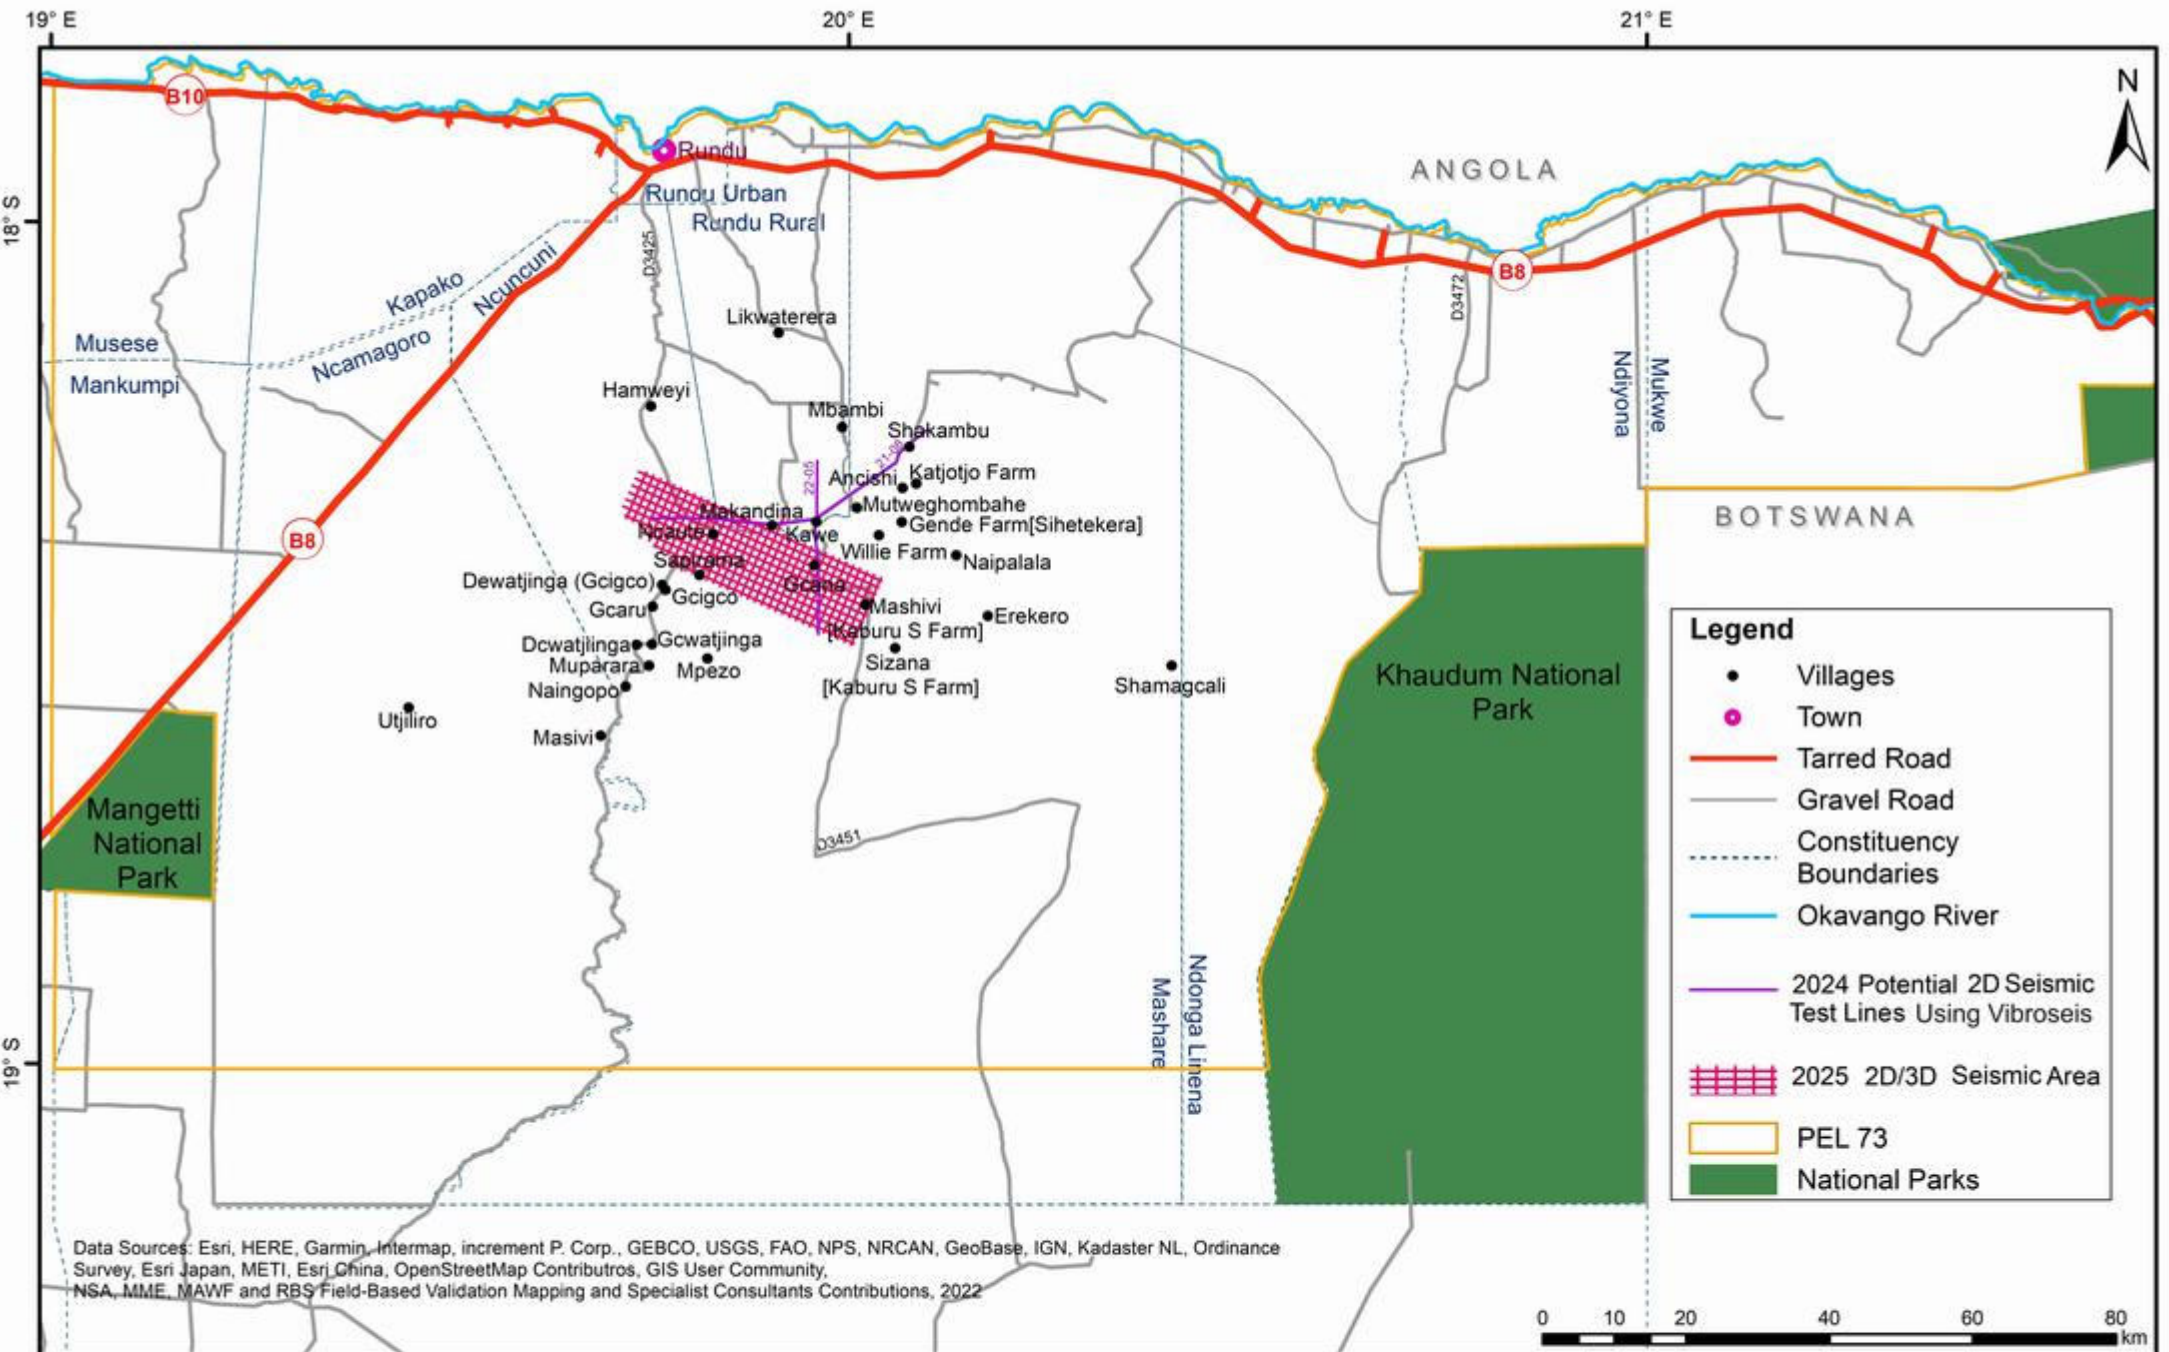 19° E
20° E
21° E
N
B10
Rundu
ANGOLA
Rundu Urban
Rundu Rural
18° S
D3425
Kapako
Ncuncuni
B8
D3472
Likwaterera
Musese
Ncamagoro
Mankumpi
Ndiyona
Mukwe
Hamweyi
Mbambi
Shakambu
21-06
22-05
Ancishi
Katjotjo Farm
Makandina
Mutweghombahe
BOTSWANA
Ncaute
Kawe
Gende Farm[Sihetekera]
B8
Willie Farm
Naipalala
Sapirama
Dewatjinga (Gcigco)
Gcana
Gcigco
Gcaru
Mashivi
[Kaburu S Farm]
Erekero
Dcwatjilinga
Gcwatjinga
Muparara
Mpezo
Sizana
[Kaburu S Farm]
Naingopo
Shamagcali
Utjiliro
Masivi
Khaudum National
Park
Mangetti
National
Park
D3451
Mashare
Ndonga Linena
19° S
Legend
Villages
Town
Tarred Road
Gravel Road
Constituency
Boundaries
Okavango River
2024 Potential 2D Seismic
Test Lines Using Vibroseis
2025 2D/3D Seismic Area
PEL 73
National Parks
Data Sources: Esri, HERE, Garmin, Intermap, increment P. Corp., GEBCO, USGS, FAO, NPS, NRCAN, GeoBase, IGN, Kadaster NL, Ordinance
Survey, Esri Japan, METI, Esri China, OpenStreetMap Contributros, GIS User Community,
NSA, MME, MAWF and RBS Field-Based Validation Mapping and Specialist Consultants Contributions, 2022
0 10 20 40 60 80
km